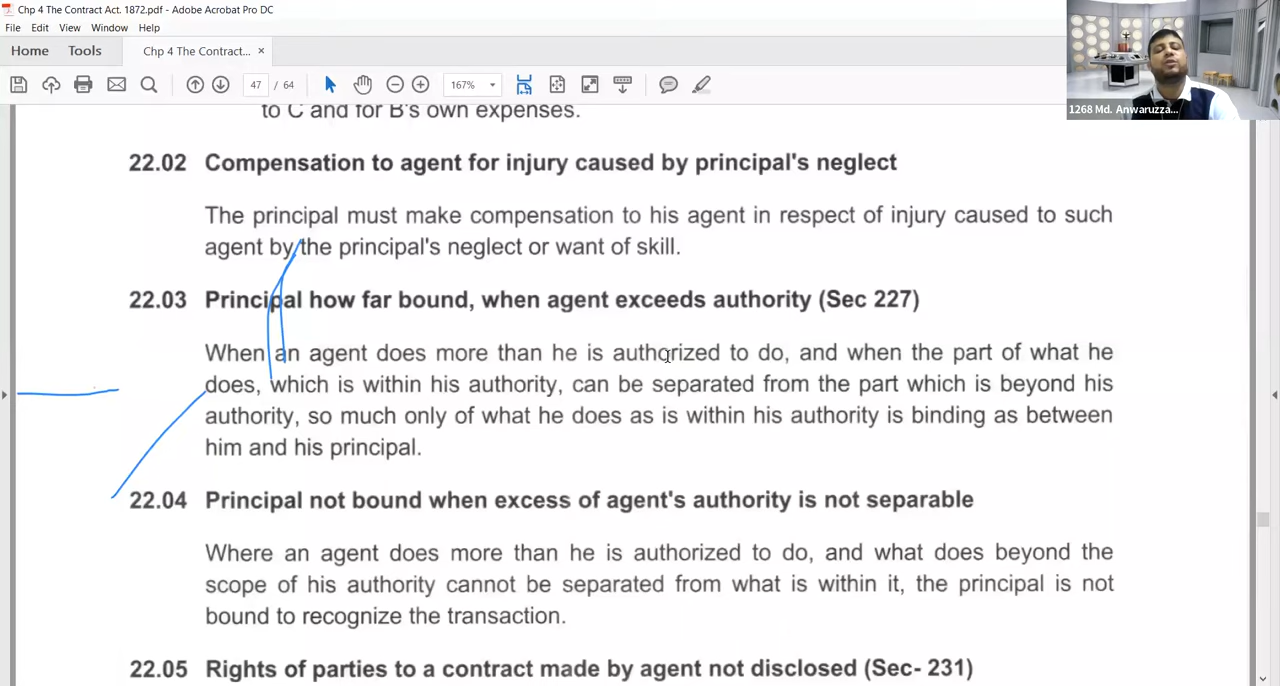 Chp 4 The Contract Act. 1872.pdf - Adobe Acrobat Pro DC
File Edit View Window Help
Home Tools Chp 4 The Contract... ×
47 / 64 167%
1268 Md. Anwaruzza...
to C and for B's own expenses.
22.02 Compensation to agent for injury caused by principal's neglect
The principal must make compensation to his agent in respect of injury caused to such
agent by the principal's neglect or want of skill.
22.03 Principal how far bound, when agent exceeds authority (Sec 227)
When an agent does more than he is authorized to do, and when the part of what he
does, which is within his authority, can be separated from the part which is beyond his
authority, so much only of what he does as is within his authority is binding as between
him and his principal.
22.04 Principal not bound when excess of agent's authority is not separable
Where an agent does more than he is authorized to do, and what does beyond the
scope of his authority cannot be separated from what is within it, the principal is not
bound to recognize the transaction.
22.05 Rights of parties to a contract made by agent not disclosed (Sec- 231)